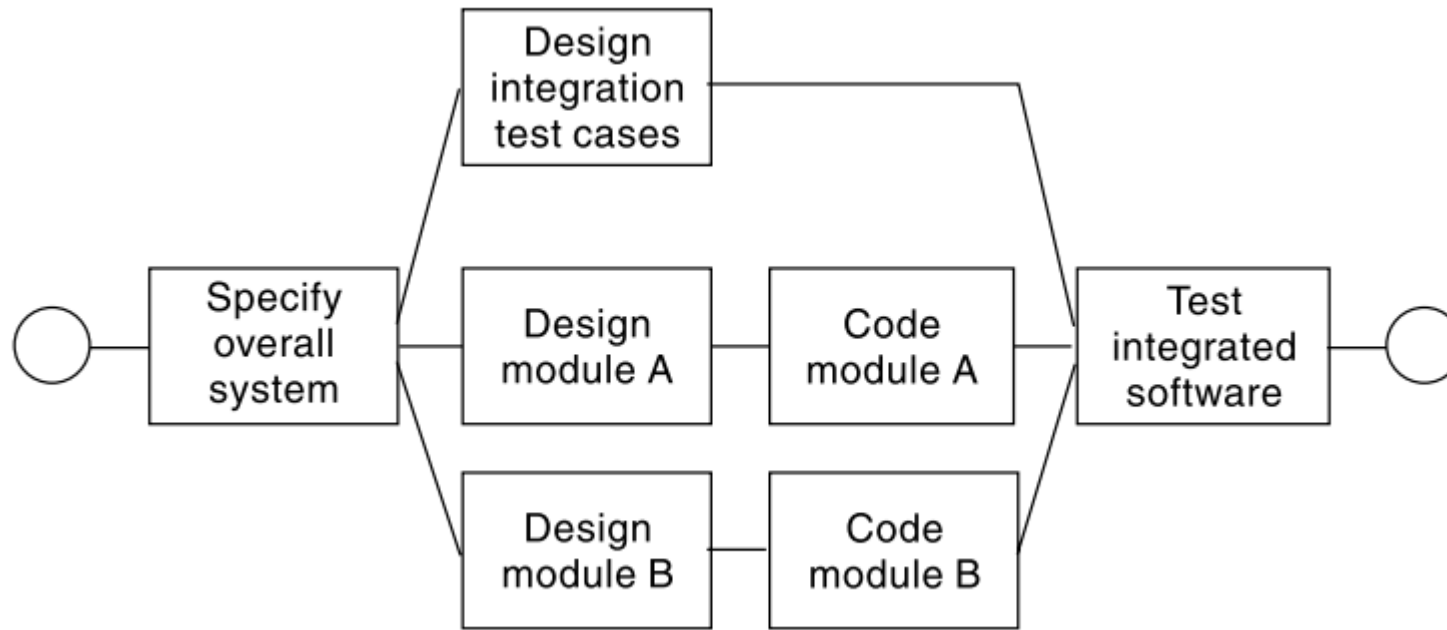 Design
integration
test cases
Specify
overall
system
Design
module A
Code
module A
Test
integrated
software
Design
module B
Code
module B